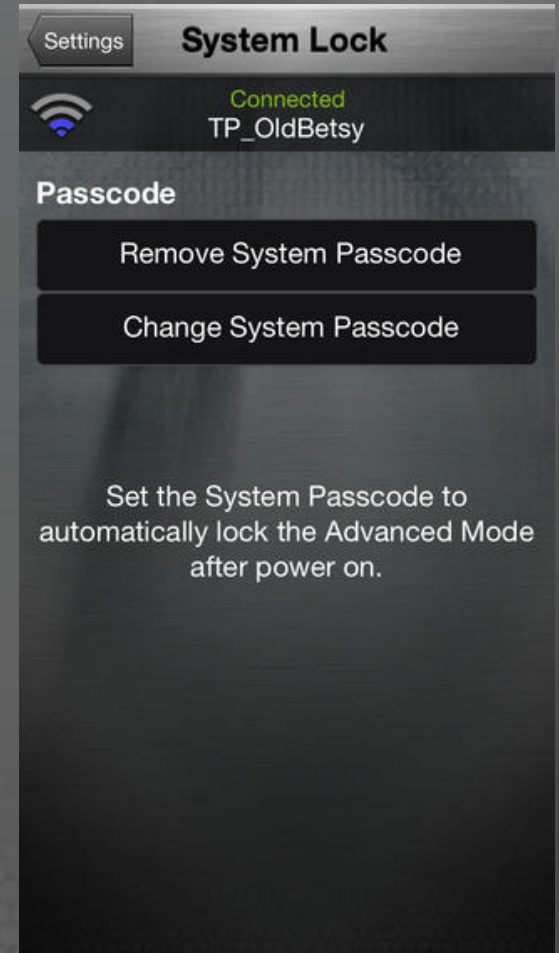 Settings
System Lock
Connected
TP_OldBetsy
Passcode
Remove System Passcode
Change System Passcode
Set the System Passcode to
automatically lock the Advanced Mode
after power on.